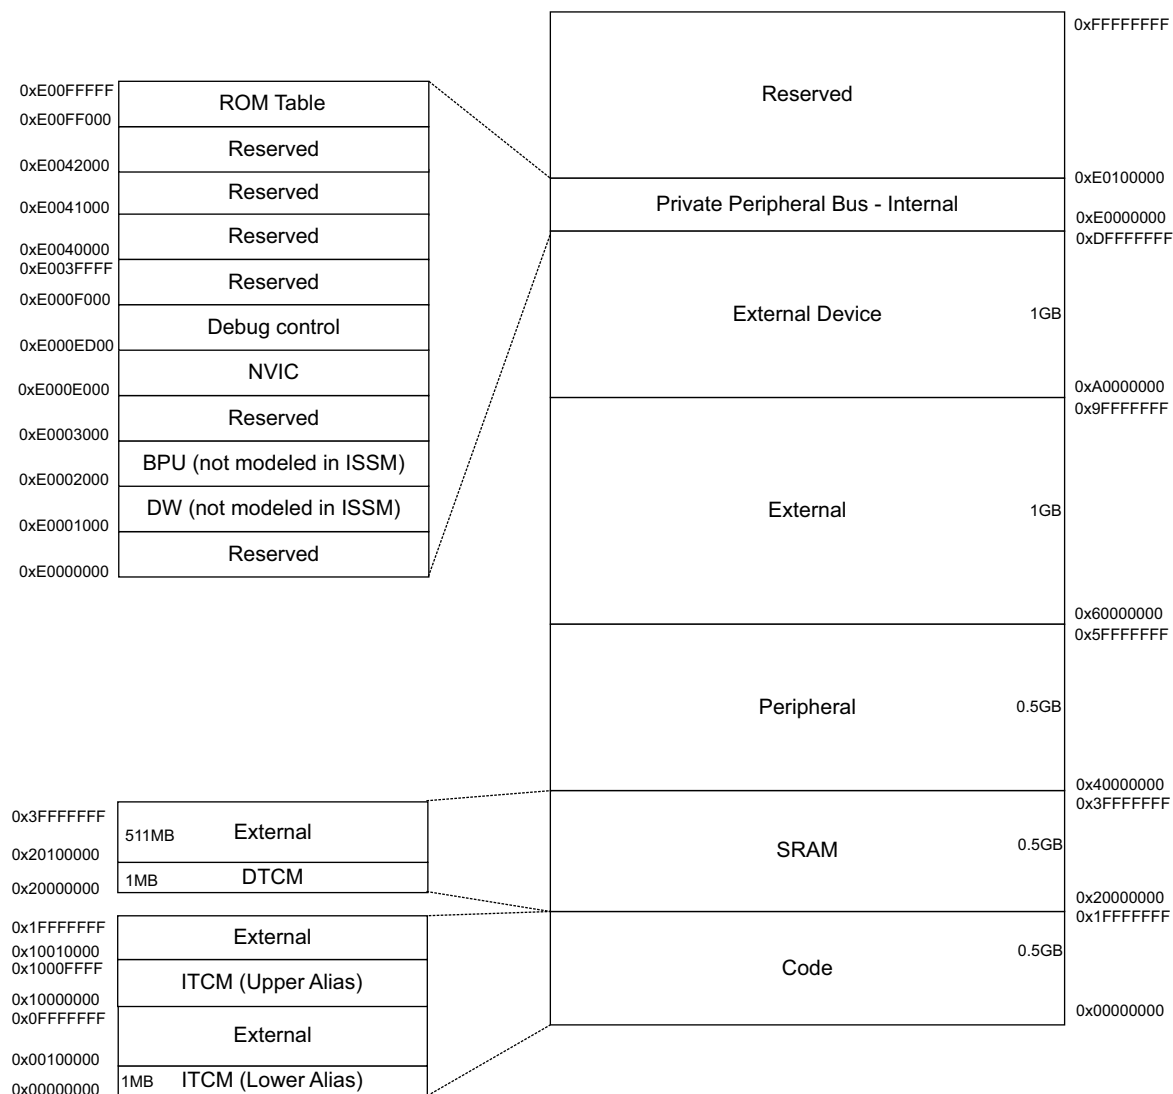 0xFFFFFFFF
Reserved
0xE0100000
Private Peripheral Bus - Internal
0xE0000000
0xDFFFFFFF
External Device
1GB
0xA0000000
0x9FFFFFFF
External
1GB
0x60000000
0x5FFFFFFF
Peripheral
0.5GB
0x40000000
0x3FFFFFFF
SRAM
0.5GB
0x20000000
0x1FFFFFFF
Code
0.5GB
0x00000000
0xE00FFFFF
ROM Table
0xE00FF000
Reserved
0xE0042000
Reserved
0xE0041000
Reserved
0xE0040000
0xE003FFFF
Reserved
0xE000F000
Debug control
0xE000ED00
NVIC
0xE000E000
Reserved
0xE0003000
BPU (not modeled in ISSM)
0xE0002000
DW (not modeled in ISSM)
0xE0001000
Reserved
0xE0000000
0x3FFFFFFF
511MB
External
0x20100000
1MB
DTCM
0x20000000
0x1FFFFFFF
External
0x10010000
0x1000FFFF
ITCM (Upper Alias)
0x10000000
0x0FFFFFFF
External
0x00100000
1MB
ITCM (Lower Alias)
0x00000000